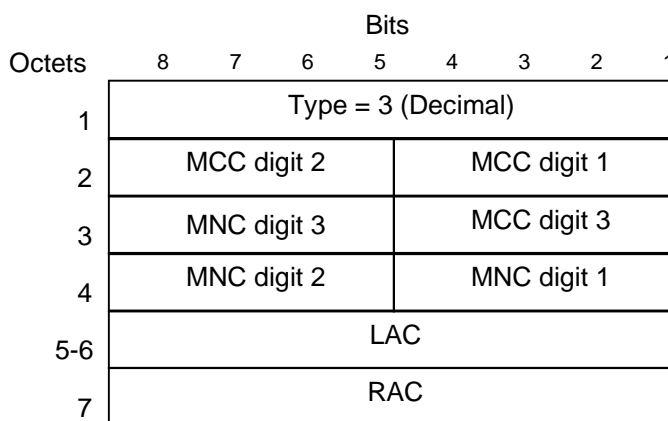 Bits
Octets 8 7 6 5 4 3 2 1
1 Type = 3 (Decimal)
2 MCC digit 2 MCC digit 1
3 MNC digit 3 MCC digit 3
4 MNC digit 2 MNC digit 1
5-6 LAC
7 RAC